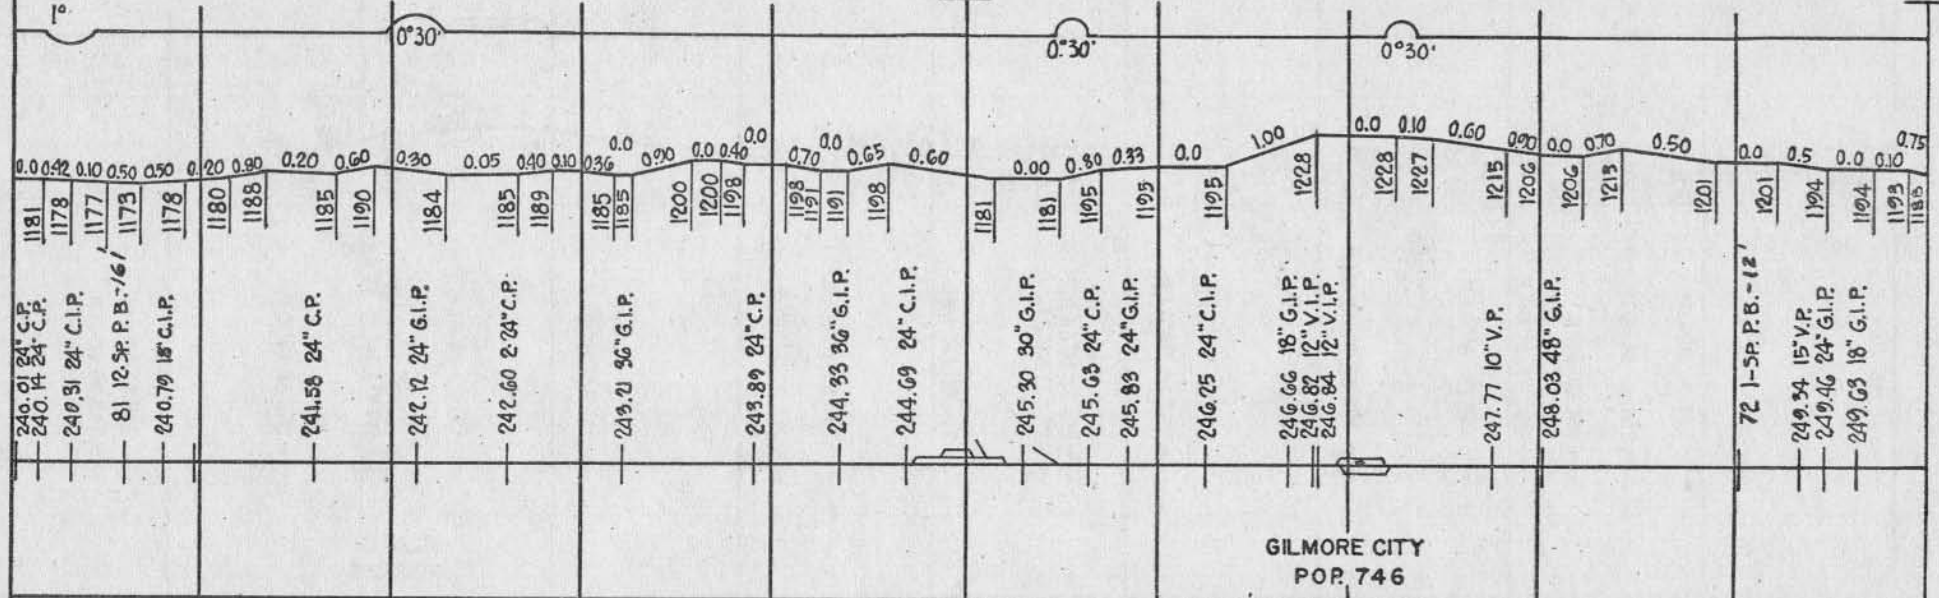 1°
0°30'
0°30'
0°30'
0.0 0.42 0.10 0.50 0.50 0.20 0.80 0.20 0.60 0.30 0.05 0.40 0.10 0.36 0.0 0.90 0.0 0.40 0.0 0.70 0.0 0.65 0.60 0.00 0.80 0.33 0.0 1.00 0.0 0.10 0.60 0.90 0.0 0.70 0.50 0.0 0.5 0.0 0.10 0.75
1181
1178
1177
1173
1178
1180
1188
1185
1190
1184
1185
1189
1185
1185
1200
1200
1198
1198
1191
1191
1198
1181
1181
1195
1195
1195
1228
1228
1227
1215
1206
1206
1213
1201
1201
1194
1194
1193
1185
240.01 24" C.P.
240.14 24" C.P.
240.31 24" C.I.P.
81 12-SP. P.B.-161'
240.79 18" C.I.P.
241.58 24" C.P.
242.12 24" G.I.P.
242.60 2-24" C.P.
243.21 36" G.I.P.
243.89 24" C.P.
244.33 36" G.I.P.
244.69 24" C.I.P.
245.30 30" G.I.P.
245.63 24" C.P.
245.83 24" G.I.P.
246.25 24" C.I.P.
246.66 18" G.I.P.
246.82 12" V.I.P.
246.84 12" V.I.P.
247.77 10" V.P.
248.03 48" G.I.P.
72 1-SP. P.B.-12'
249.34 15" V.P.
249.46 24" G.I.P.
249.63 18" G.I.P.
GILMORE CITY
POP. 746